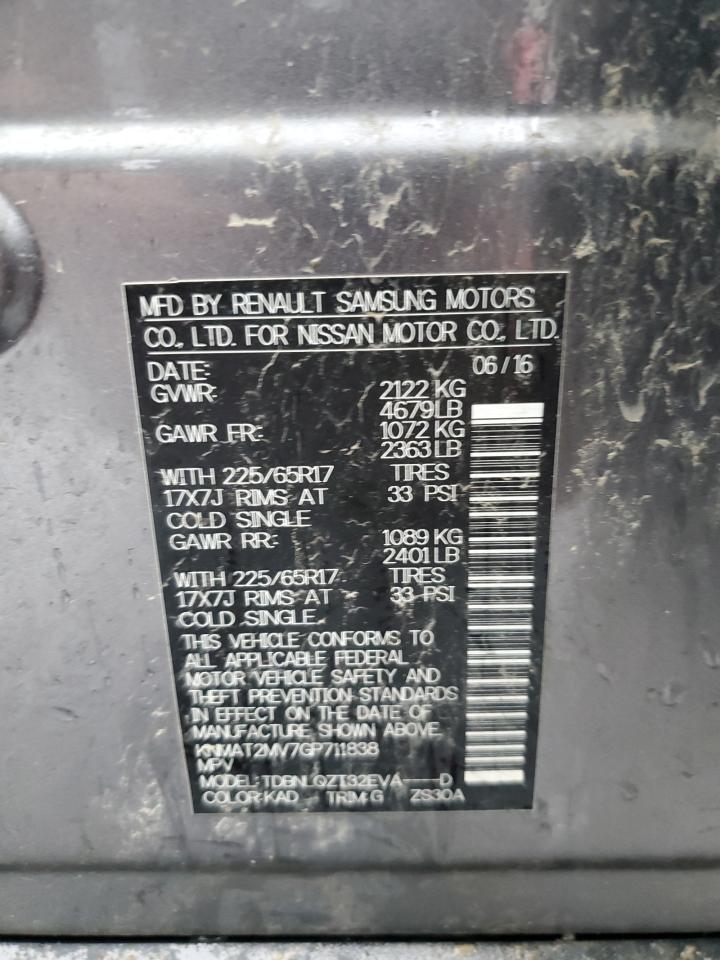 MFD BY RENAULT SAMSUNG MOTORS
CO., LTD. FOR NISSAN MOTOR CO., LTD.
DATE: 06/16
GVWR: 2122 KG
4679LB
GAWR FR: 1072 KG
2363LB
WITH 225/65R17 TIRES
17X7J RIMS AT 33 PSI
COLD SINGLE
GAWR RR: 1089 KG
2401LB
WITH 225/65R17 TIRES
17X7J RIMS AT 33 PSI
COLD SINGLE
THIS VEHICLE CONFORMS TO
ALL APPLICABLE FEDERAL
MOTOR VEHICLE SAFETY AND
THEFT PREVENTION STANDARDS
IN EFFECT ON THE DATE OF
MANUFACTURE SHOWN ABOVE.
KNMAT2MV7GP711838
MPV
MODEL: TDBNLQZT32EVA----D
COLOR:KAD TRIM:G ZS30A